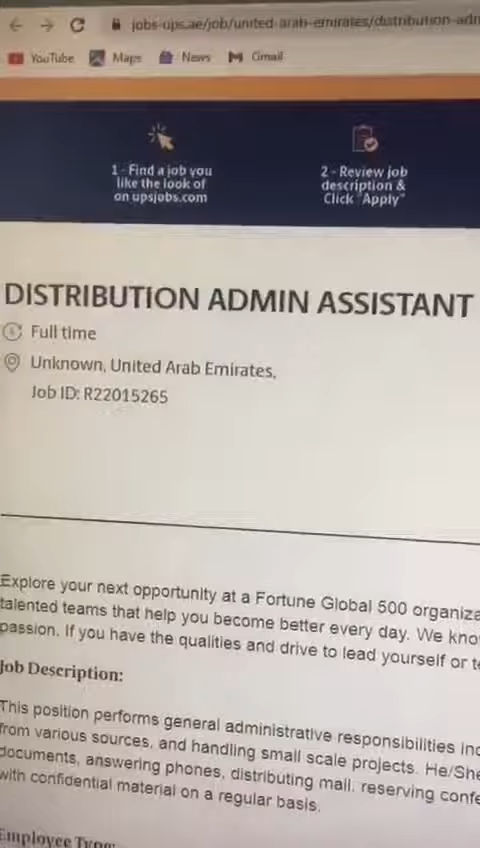 jobs-ups.ae/job/united-arab-emirates/distribution-adm
YouTube
Maps
News
Gmail
1 - Find a job you
like the look of
on upsjobs.com
2 - Review job
description &
Click "Apply"
DISTRIBUTION ADMIN ASSISTANT
Full time
Unknown, United Arab Emirates,
Job ID: R22015265
Explore your next opportunity at a Fortune Global 500 organiza
talented teams that help you become better every day. We kno
passion. If you have the qualities and drive to lead yourself or te
Job Description:
This position performs general administrative responsibilities inc
from various sources, and handling small scale projects. He/She
documents, answering phones, distributing mail, reserving confe
with confidential material on a regular basis.
Employee Type: